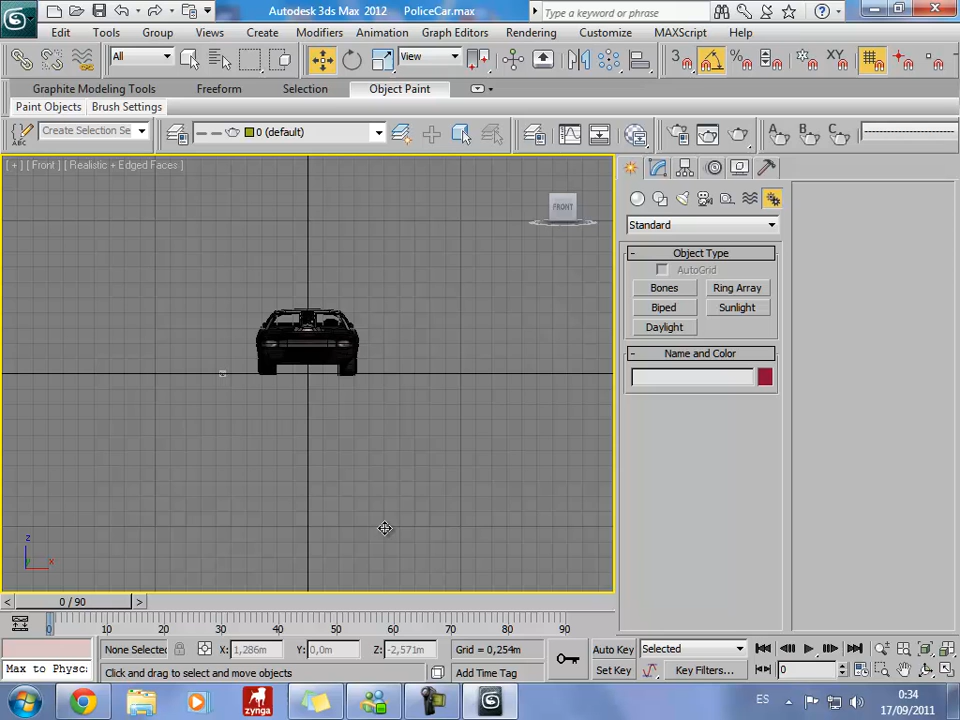 Autodesk 3ds Max 2012 PoliceCar.max
Type a keyword or phrase
Edit Tools Group Views Create Modifiers Animation Graph Editors Rendering Customize MAXScript Help
All View 3 XY
Graphite Modeling Tools Freeform Selection Object Paint
Paint Objects Brush Settings
ABC Create Selection Se 0 (default) A B C
[ + ] [ Front ] [ Realistic + Edged Faces ]
FRONT
Standard
- Object Type
AutoGrid
Bones Ring Array
Biped Sunlight
Daylight
- Name and Color
z
x
< 0 / 90 >
0 10 20 30 40 50 60 70 80 90
None Selected X: 1,286m Y: 0,0m Z: -2,571m Grid = 0,254m Auto Key Selected
Max to Physc: Click and drag to select and move objects Add Time Tag Set Key Key Filters... 0
zynga ES 0:34
17/09/2011